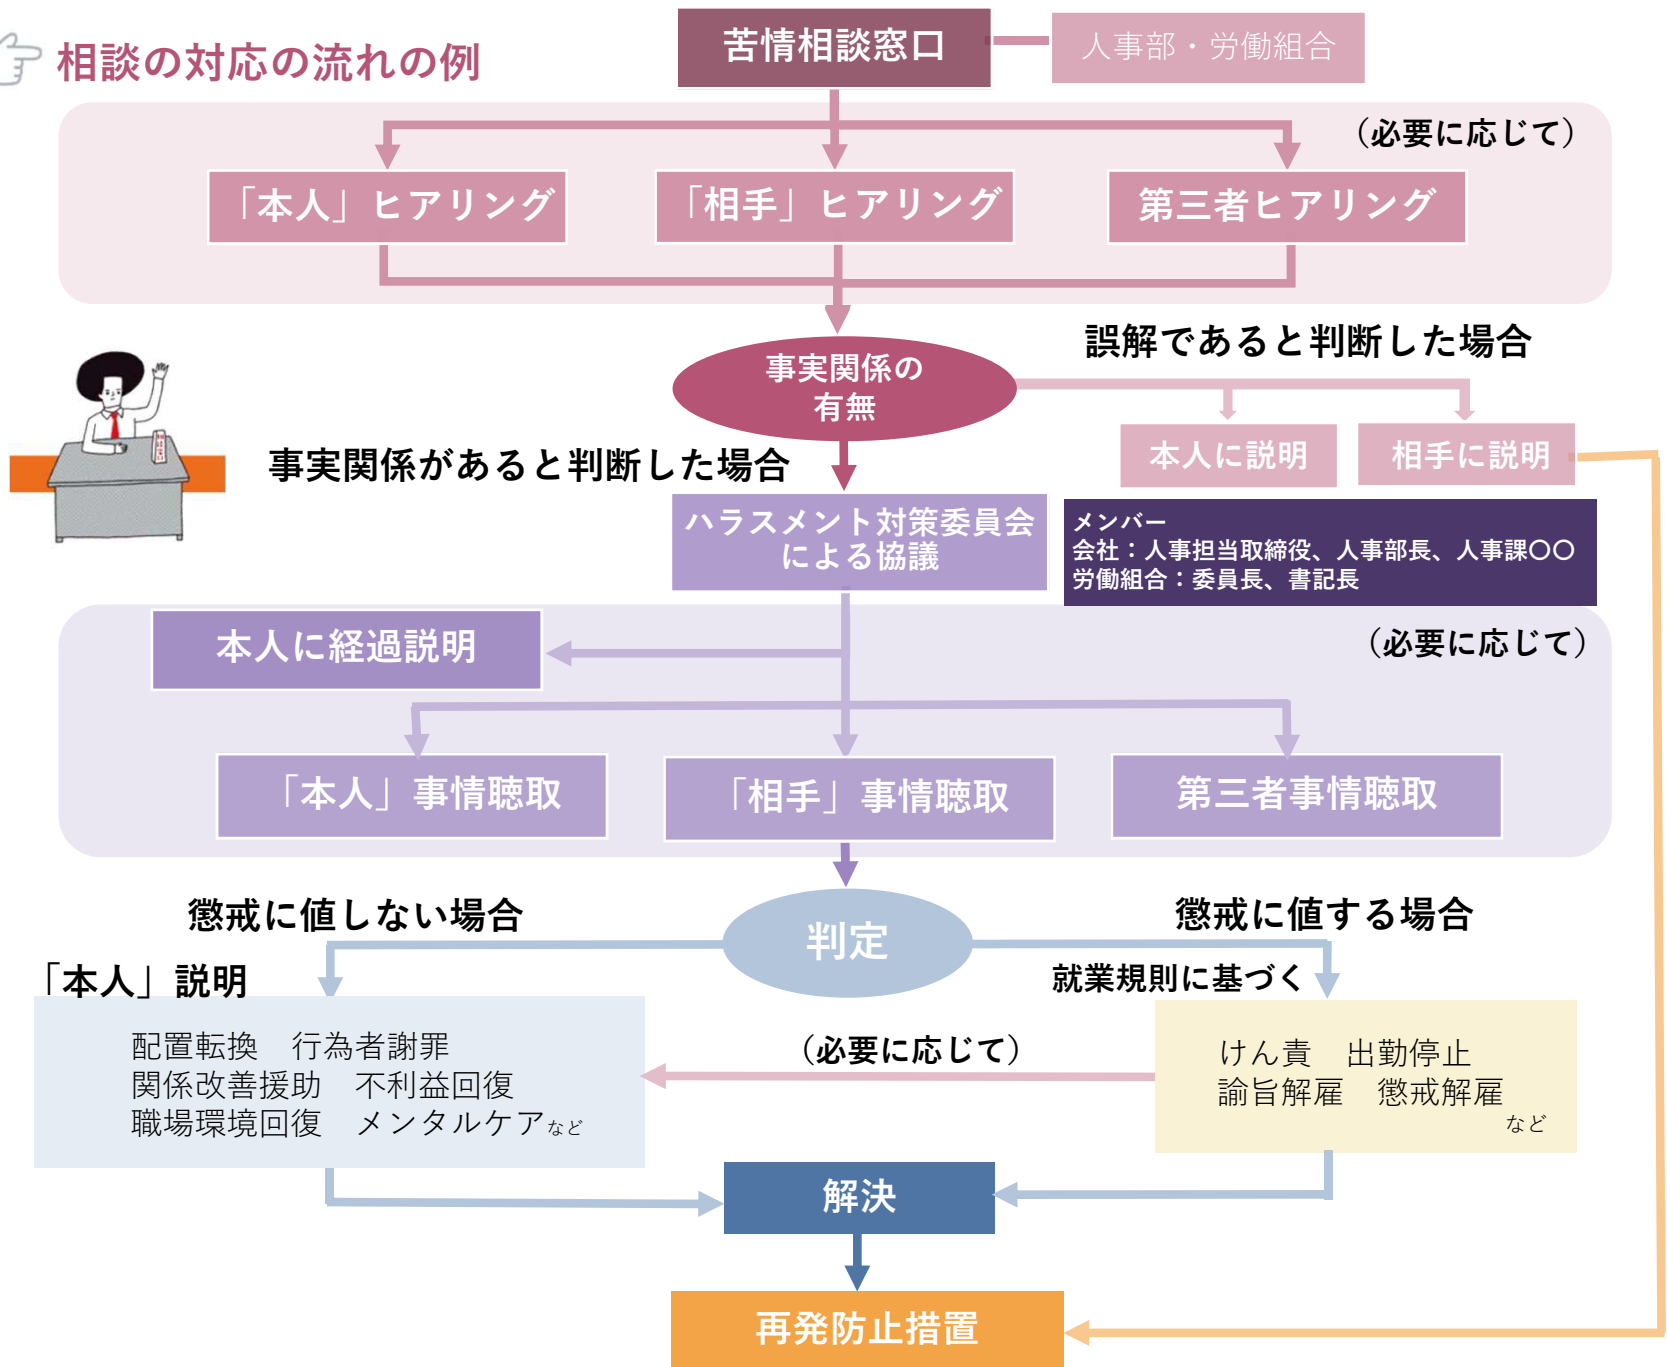 相談の対応の流れの例
苦情相談窓口
人事部・労働組合
（必要に応じて）
「本人」ヒアリング
「相手」ヒアリング
第三者ヒアリング
事実関係の
有無
誤解であると判断した場合
本人に説明
相手に説明
事実関係があると判断した場合
ハラスメント対策委員会
による協議
メンバー
会社：人事担当取締役、人事部長、人事課〇〇
労働組合：委員長、書記長
（必要に応じて）
本人に経過説明
「本人」事情聴取
「相手」事情聴取
第三者事情聴取
判定
懲戒に値しない場合
「本人」説明
配置転換　行為者謝罪
関係改善援助　不利益回復
職場環境回復　メンタルケアなど
懲戒に値する場合
就業規則に基づく
（必要に応じて）
けん責　出勤停止
諭旨解雇　懲戒解雇
など
解決
再発防止措置